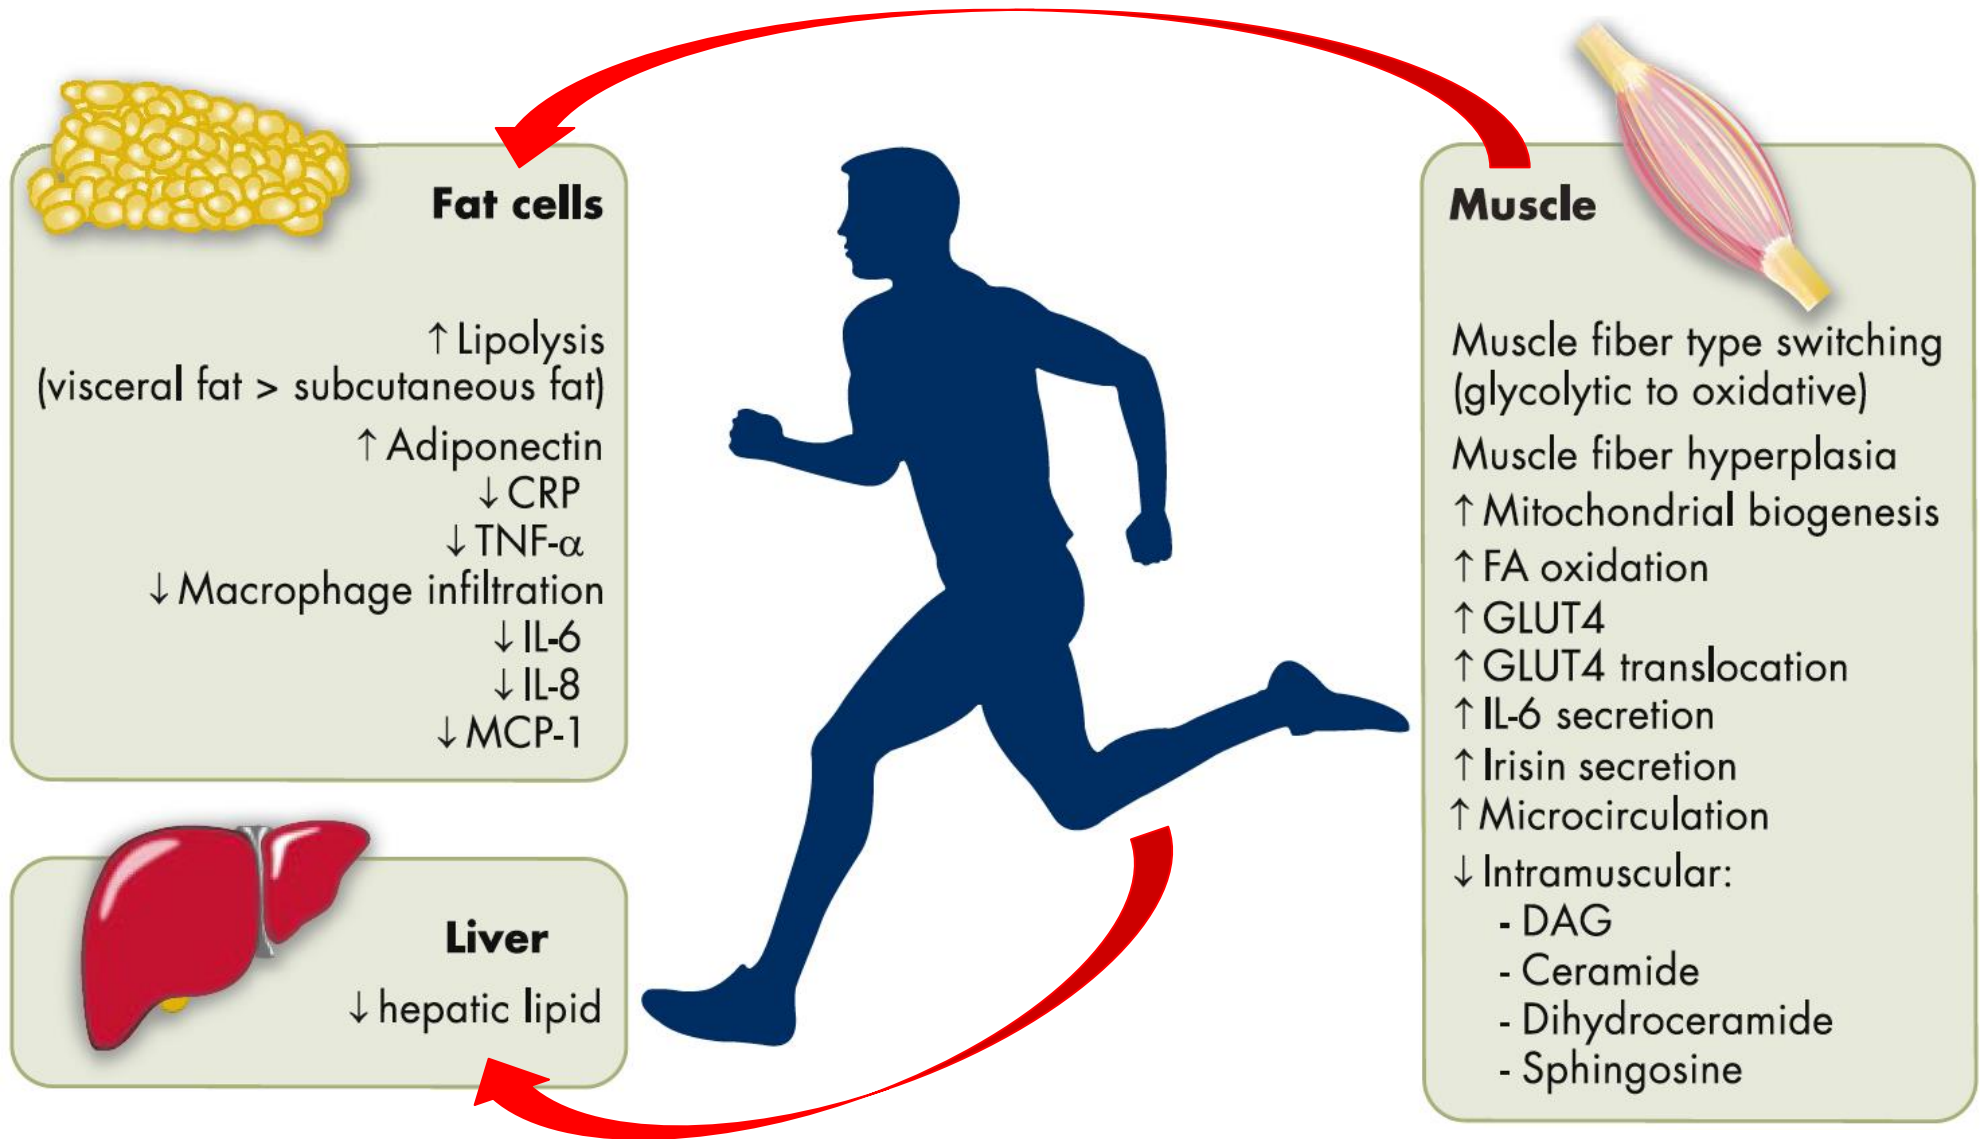 Fat cells
↑ Lipolysis
(visceral fat > subcutaneous fat)
↑ Adiponectin
↓ CRP
↓ TNF-α
↓ Macrophage infiltration
↓ IL-6
↓ IL-8
↓ MCP-1
Liver
↓ hepatic lipid
Muscle
Muscle fiber type switching
(glycolytic to oxidative)
Muscle fiber hyperplasia
↑ Mitochondrial biogenesis
↑ FA oxidation
↑ GLUT4
↑ GLUT4 translocation
↑ IL-6 secretion
↑ Irisin secretion
↑ Microcirculation
↓ Intramuscular:
- DAG
- Ceramide
- Dihydroceramide
- Sphingosine